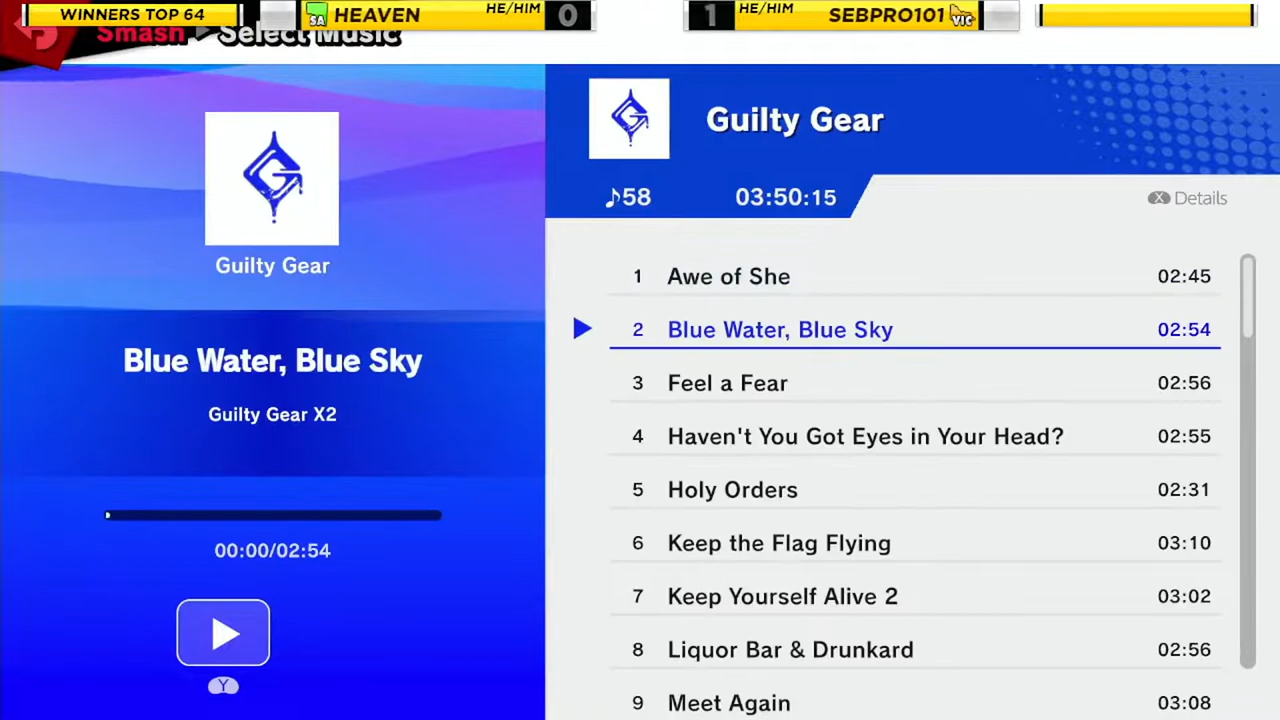 WINNERS TOP 64
SA HEAVEN HE/HIM 0
1 HE/HIM SEBPRO101 VIC
Smash ▶ Select Music
Guilty Gear
Blue Water, Blue Sky
Guilty Gear X2
00:00/02:54
Y
Guilty Gear
♪58 03:50:15
X Details
1 Awe of She 02:45
2 Blue Water, Blue Sky 02:54
3 Feel a Fear 02:56
4 Haven't You Got Eyes in Your Head? 02:55
5 Holy Orders 02:31
6 Keep the Flag Flying 03:10
7 Keep Yourself Alive 2 03:02
8 Liquor Bar & Drunkard 02:56
9 Meet Again 03:08